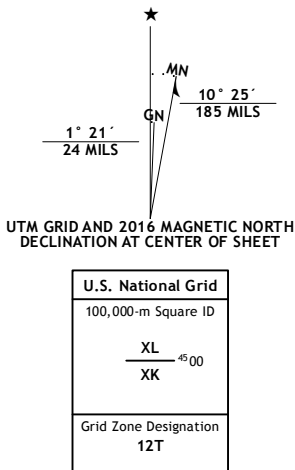 ★
MN
GN
10° 25´
185 MILS
1° 21´
24 MILS
UTM GRID AND 2016 MAGNETIC NORTH
DECLINATION AT CENTER OF SHEET
U.S. National Grid
100,000-m Square ID
XL
4500
XK
Grid Zone Designation
12T